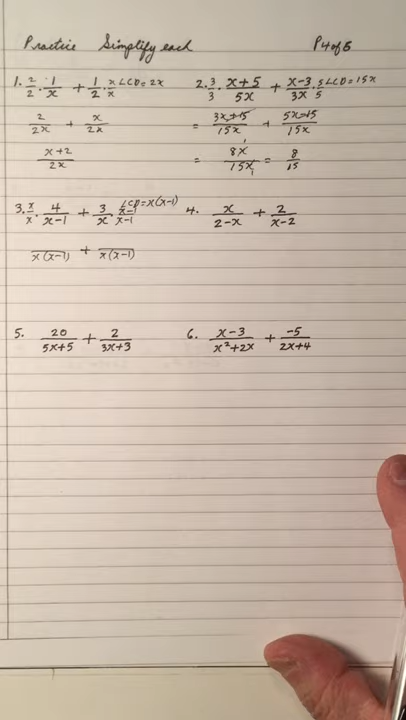 Practice Simplify each P4of5
1. 2/2 · 1/x + 1/2 · x/x LCD=2x
2/2x + x/2x
x+2/2x
2. 3/3 · x+5/5x + x-3/3x · 5/5 LCD=15x
= 3x+15/15x + 5x-15/15x
= 8x/15x = 8/15
3. x/x · 4/x-1 + 3/x · x-1/x-1 LCD=x(x-1)
/x(x-1) + /x(x-1)
4. x/2-x + 2/x-2
5. 20/5x+5 + 2/3x+3
6. x-3/x²+2x + -5/2x+4